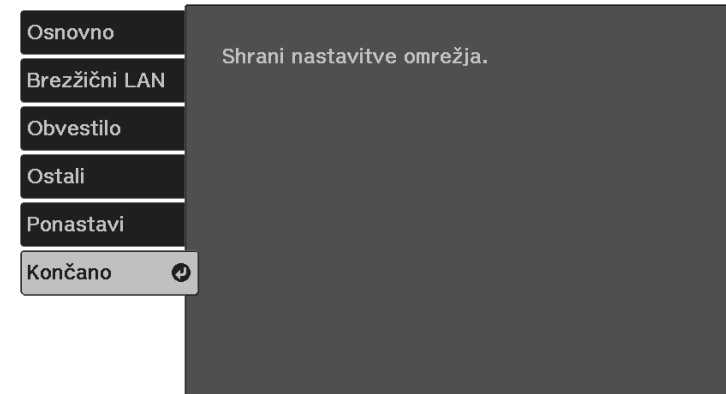 Osnovno
Brezžični LAN
Obvestilo
Ostali
Ponastavi
Končano
Shrani nastavitve omrežja.